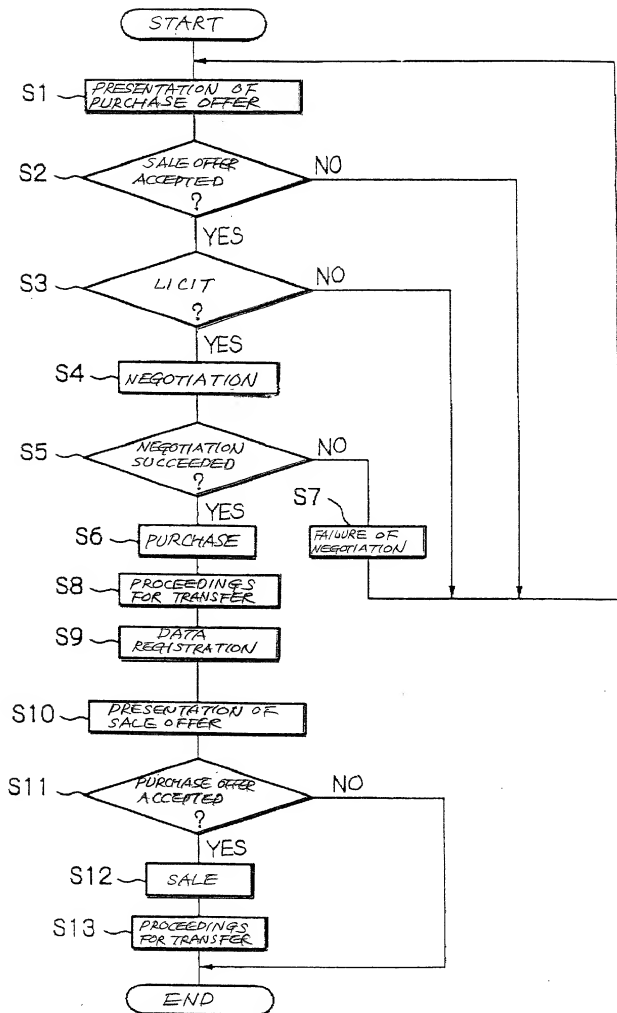 START
S1
PRESENTATION OF
PURCHASE OFFER
S2
SALE OFFER
ACCEPTED
?
NO
YES
S3
LICIT
?
NO
YES
S4
NEGOTIATION
S5
NEGOTIATION
SUCCEEDED
?
NO
YES
S7
FAILURE OF
NEGOTIATION
S6
PURCHASE
S8
PROCEEDINGS
FOR TRANSFER
S9
DATA
REGISTRATION
S10
PRESENTATION OF
SALE OFFER
S11
PURCHASE OFFER
ACCEPTED
?
NO
YES
S12
SALE
S13
PROCEEDINGS
FOR TRANSFER
END